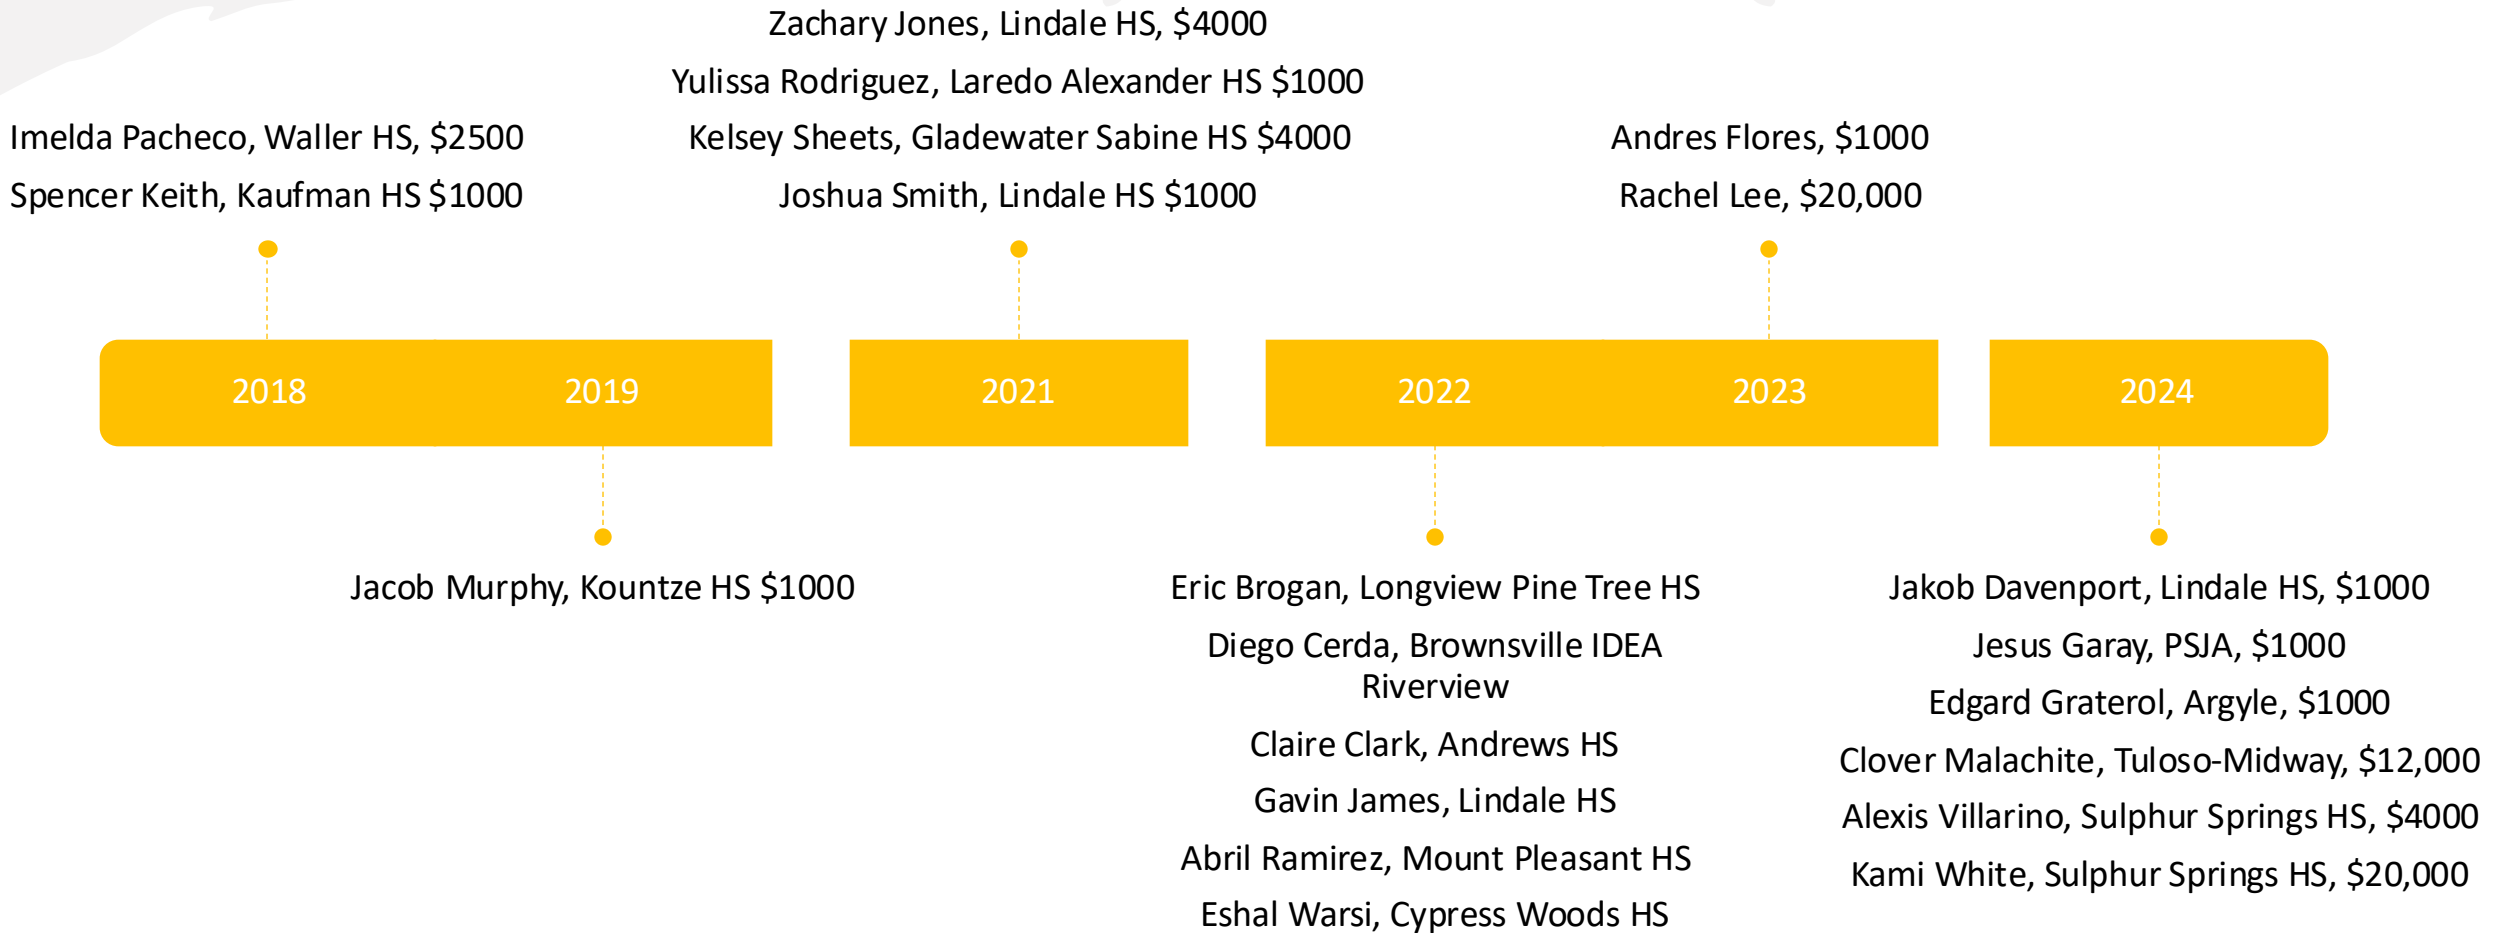 Zachary Jones, Lindale HS, $4000
Yulissa Rodriguez, Laredo Alexander HS $1000
Imelda Pacheco, Waller HS, $2500
Kelsey Sheets, Gladewater Sabine HS $4000
Andres Flores, $1000
Spencer Keith, Kaufman HS $1000
Joshua Smith, Lindale HS $1000
Rachel Lee, $20,000
2018
2019
2021
2022
2023
2024
Jacob Murphy, Kountze HS $1000
Eric Brogan, Longview Pine Tree HS
Diego Cerda, Brownsville IDEA
Riverview
Claire Clark, Andrews HS
Gavin James, Lindale HS
Abril Ramirez, Mount Pleasant HS
Eshal Warsi, Cypress Woods HS
Jakob Davenport, Lindale HS, $1000
Jesus Garay, PSJA, $1000
Edgard Graterol, Argyle, $1000
Clover Malachite, Tuloso-Midway, $12,000
Alexis Villarino, Sulphur Springs HS, $4000
Kami White, Sulphur Springs HS, $20,000